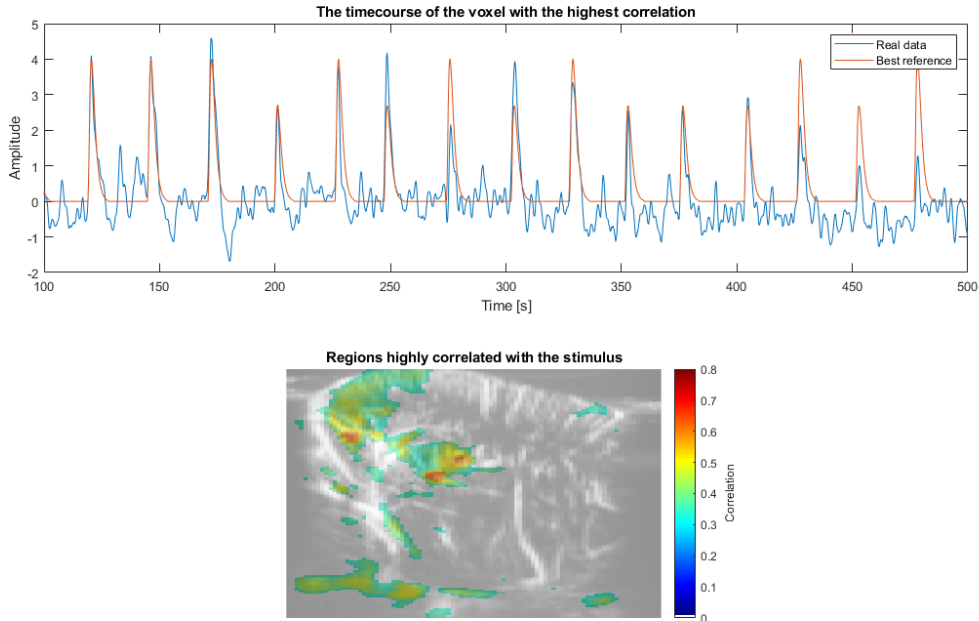 The timecourse of the voxel with the highest correlation
5
4
3
2
1
0
-1
-2
Amplitude
Real data
Best reference
100 150 200 250 300 350 400 450 500
Time [s]
Regions highly correlated with the stimulus
0.8
0.7
0.6
0.5
0.4
0.3
0.2
0.1
0
Correlation